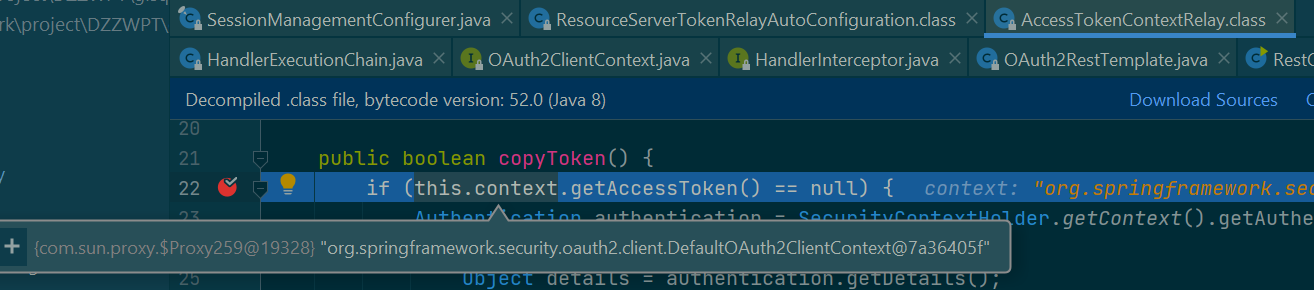 rk\project\DZZWPT\
SessionManagementConfigurer.java
ResourceServerTokenRelayAutoConfiguration.class
AccessTokenContextRelay.class
HandlerExecutionChain.java
OAuth2ClientContext.java
HandlerInterceptor.java
OAuth2RestTemplate.java
RestO
Decompiled .class file, bytecode version: 52.0 (Java 8)
Download Sources
20
21 public boolean copyToken() {
22 if (this.context.getAccessToken() == null) { context: "org.springframework.sec
23 Authentication authentication = SecurityContextHolder.getContext().getAuthe
{com.sun.proxy.$Proxy259@19328} "org.springframework.security.oauth2.client.DefaultOAuth2ClientContext@7a36405f"
25 Object details = authentication.getDetails();